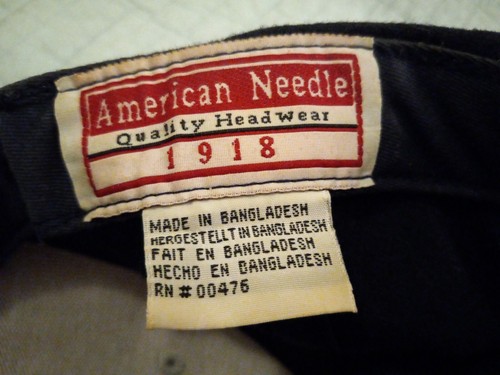 American Needle
Quality HeadWear
1918
MADE IN BANGLADESH
HERGESTELLT IN BANGLADESH
FAIT EN BANGLADESH
HECHO EN BANGLADESH
RN # 00476